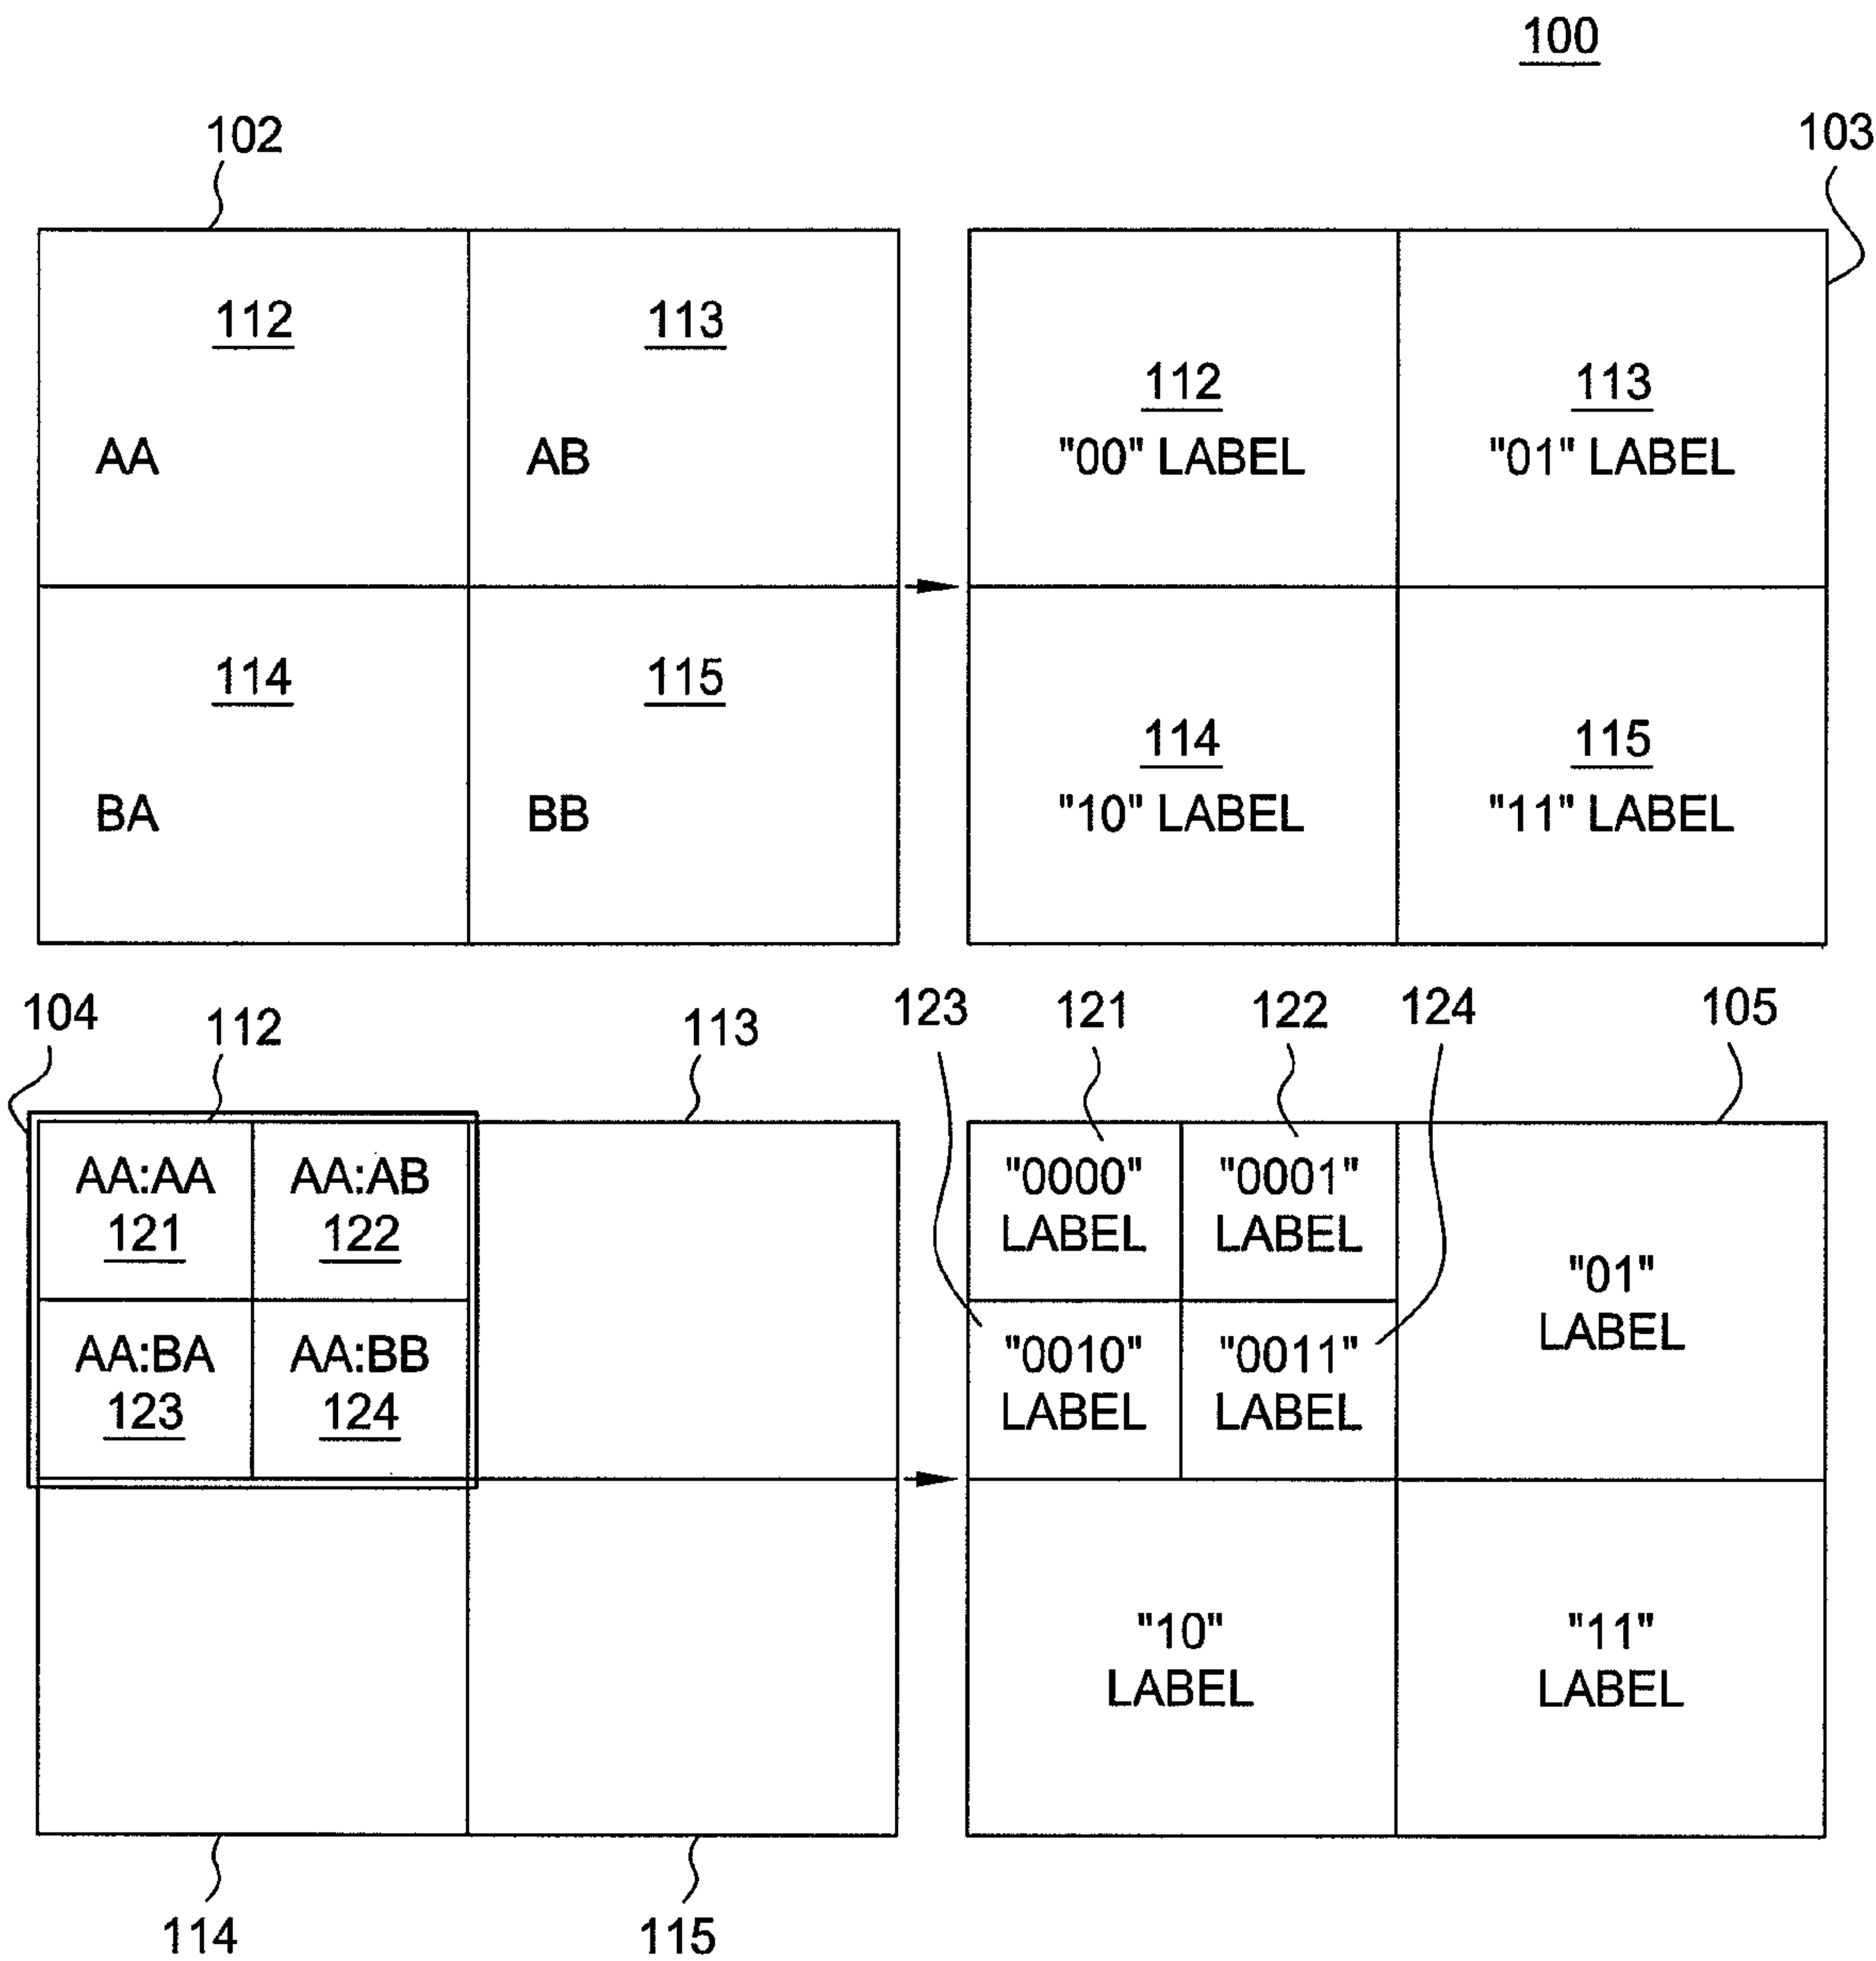 100
102
103
112
113
AA
AB
112
113
"00" LABEL
"01" LABEL
114
115
BA
BB
114
115
"10" LABEL
"11" LABEL
104
112
113
123
121
122
124
105
AA:AA
121
AA:AB
122
AA:BA
123
AA:BB
124
"0000"
LABEL
"0001"
LABEL
"0010"
LABEL
"0011"
LABEL
"01"
LABEL
"10"
LABEL
"11"
LABEL
114
115